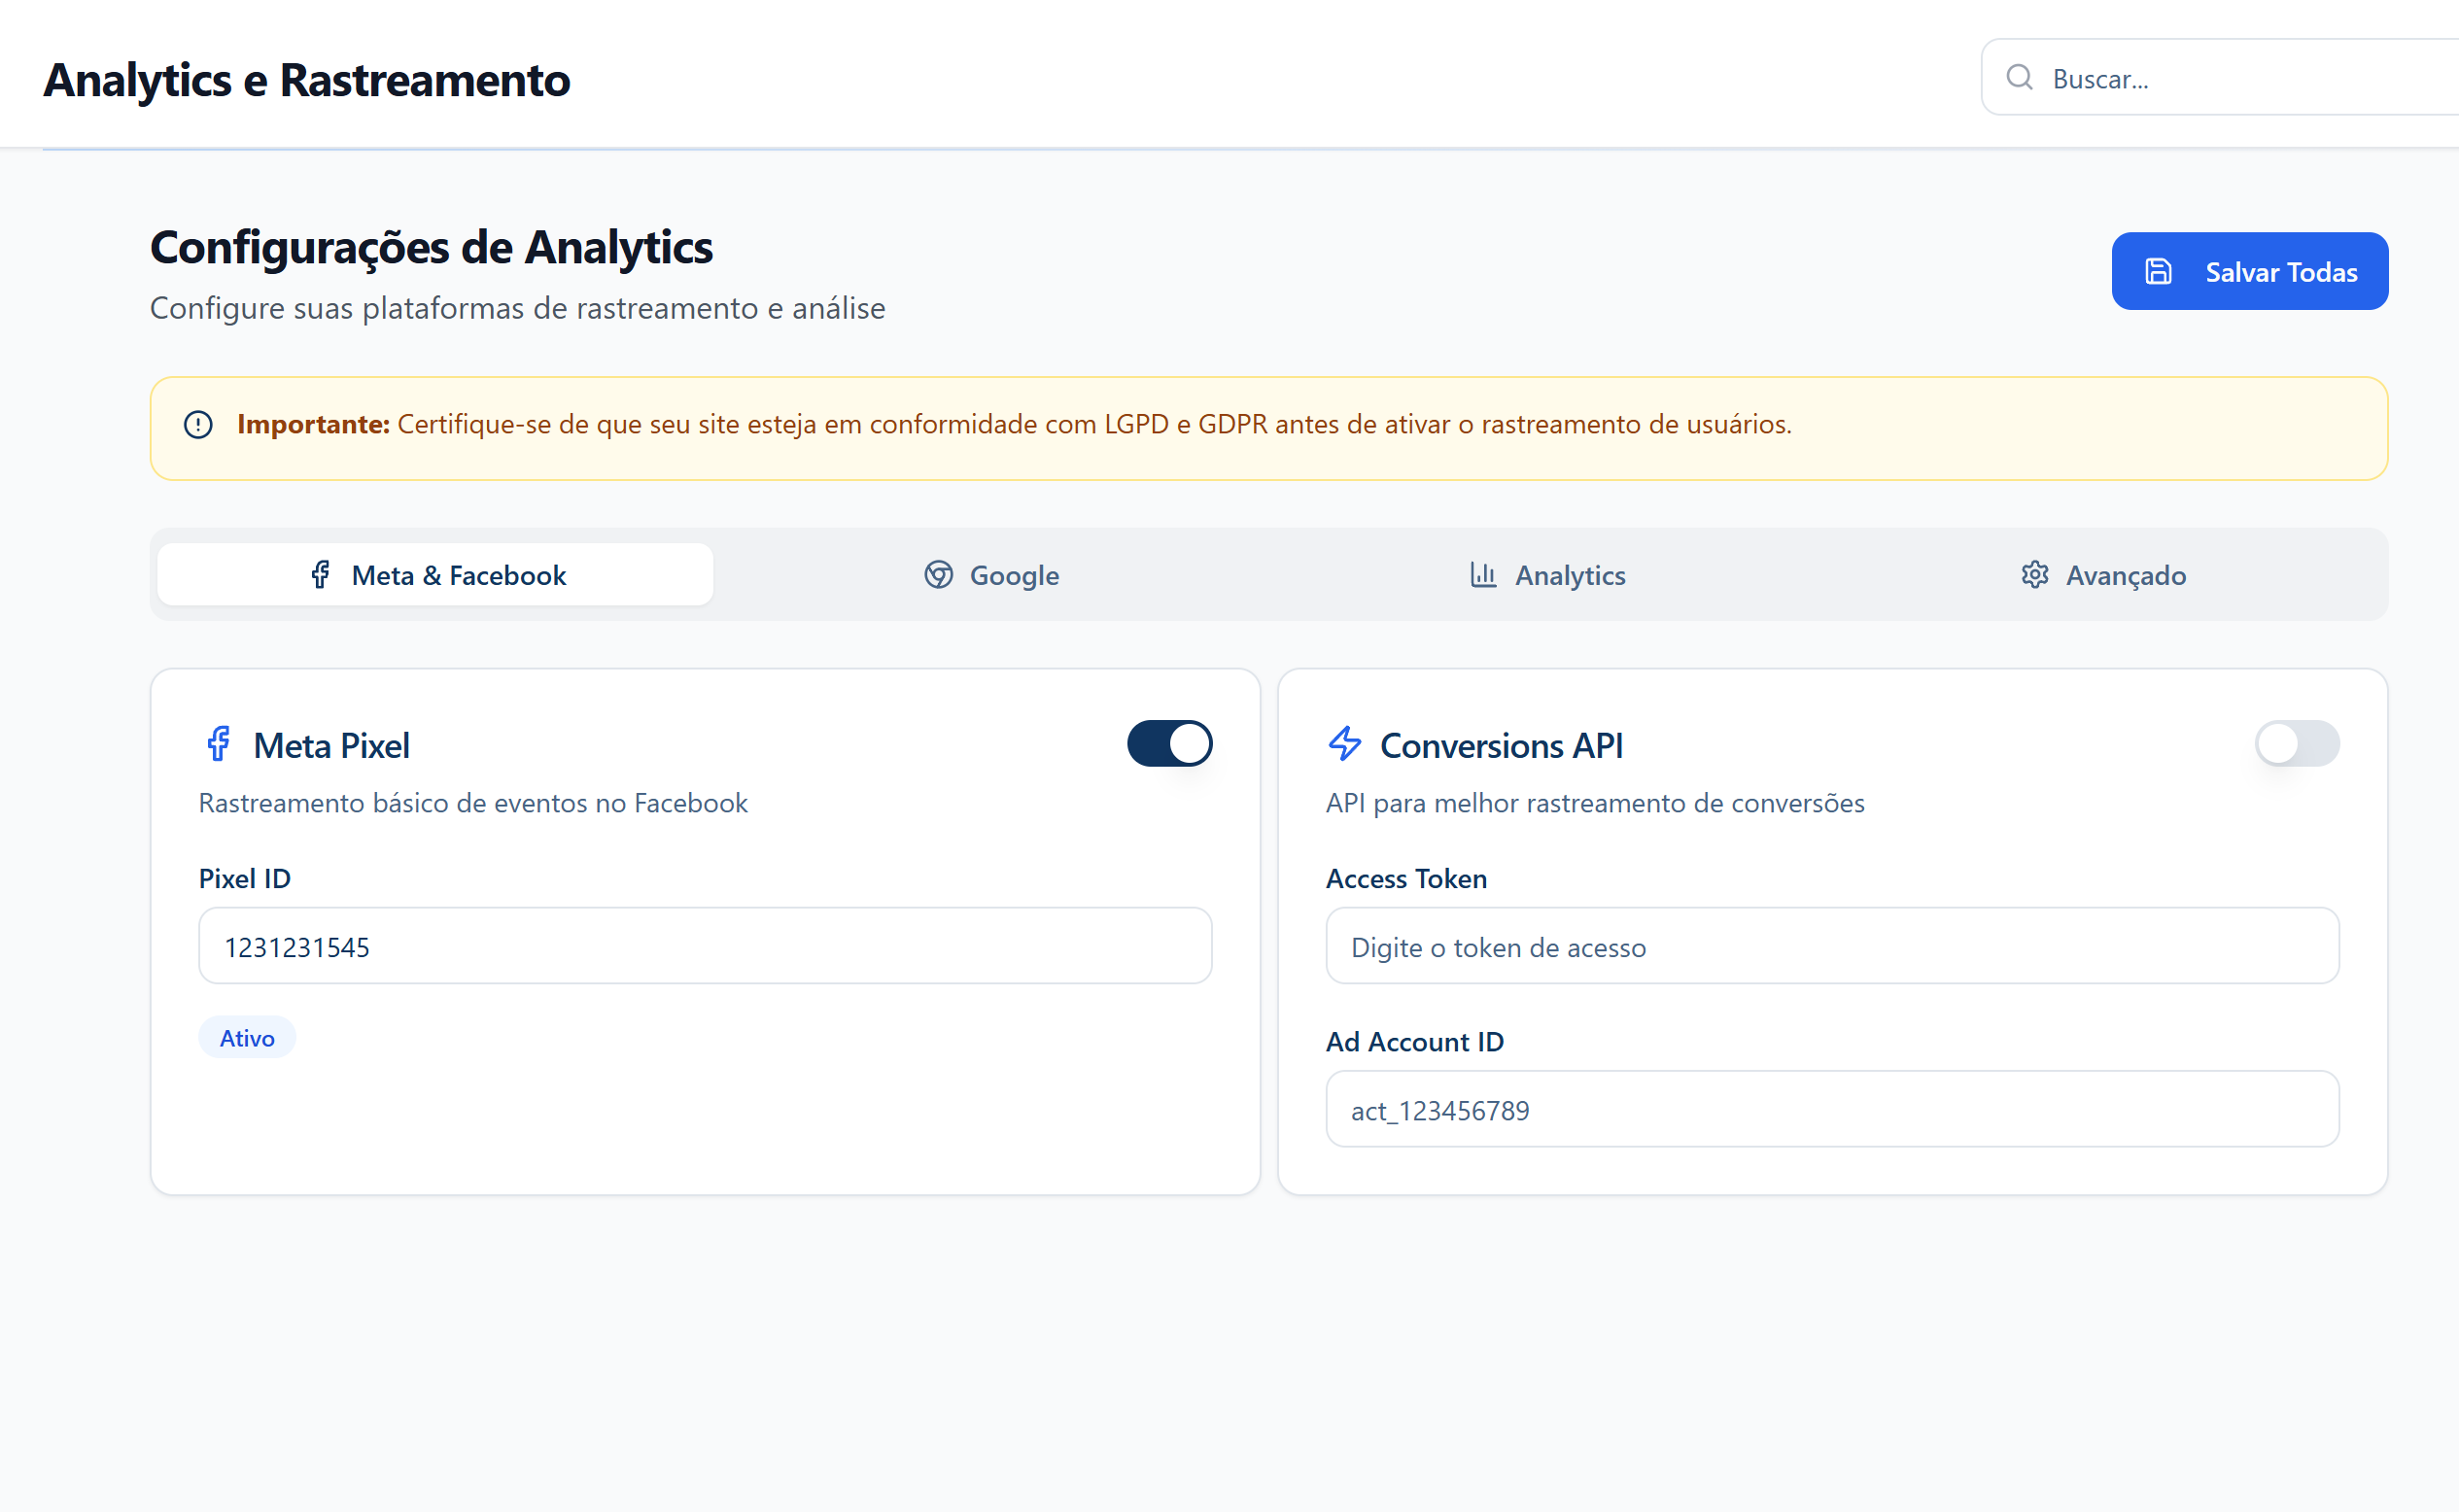 Analytics e Rastreamento
Buscar...
Configurações de Analytics
Configure suas plataformas de rastreamento e análise
Salvar Todas
Importante: Certifique-se de que seu site esteja em conformidade com LGPD e GDPR antes de ativar o rastreamento de usuários.
Meta & Facebook
Google
Analytics
Avançado
Meta Pixel
Rastreamento básico de eventos no Facebook
Pixel ID
1231231545
Ativo
Conversions API
API para melhor rastreamento de conversões
Access Token
Digite o token de acesso
Ad Account ID
act_123456789